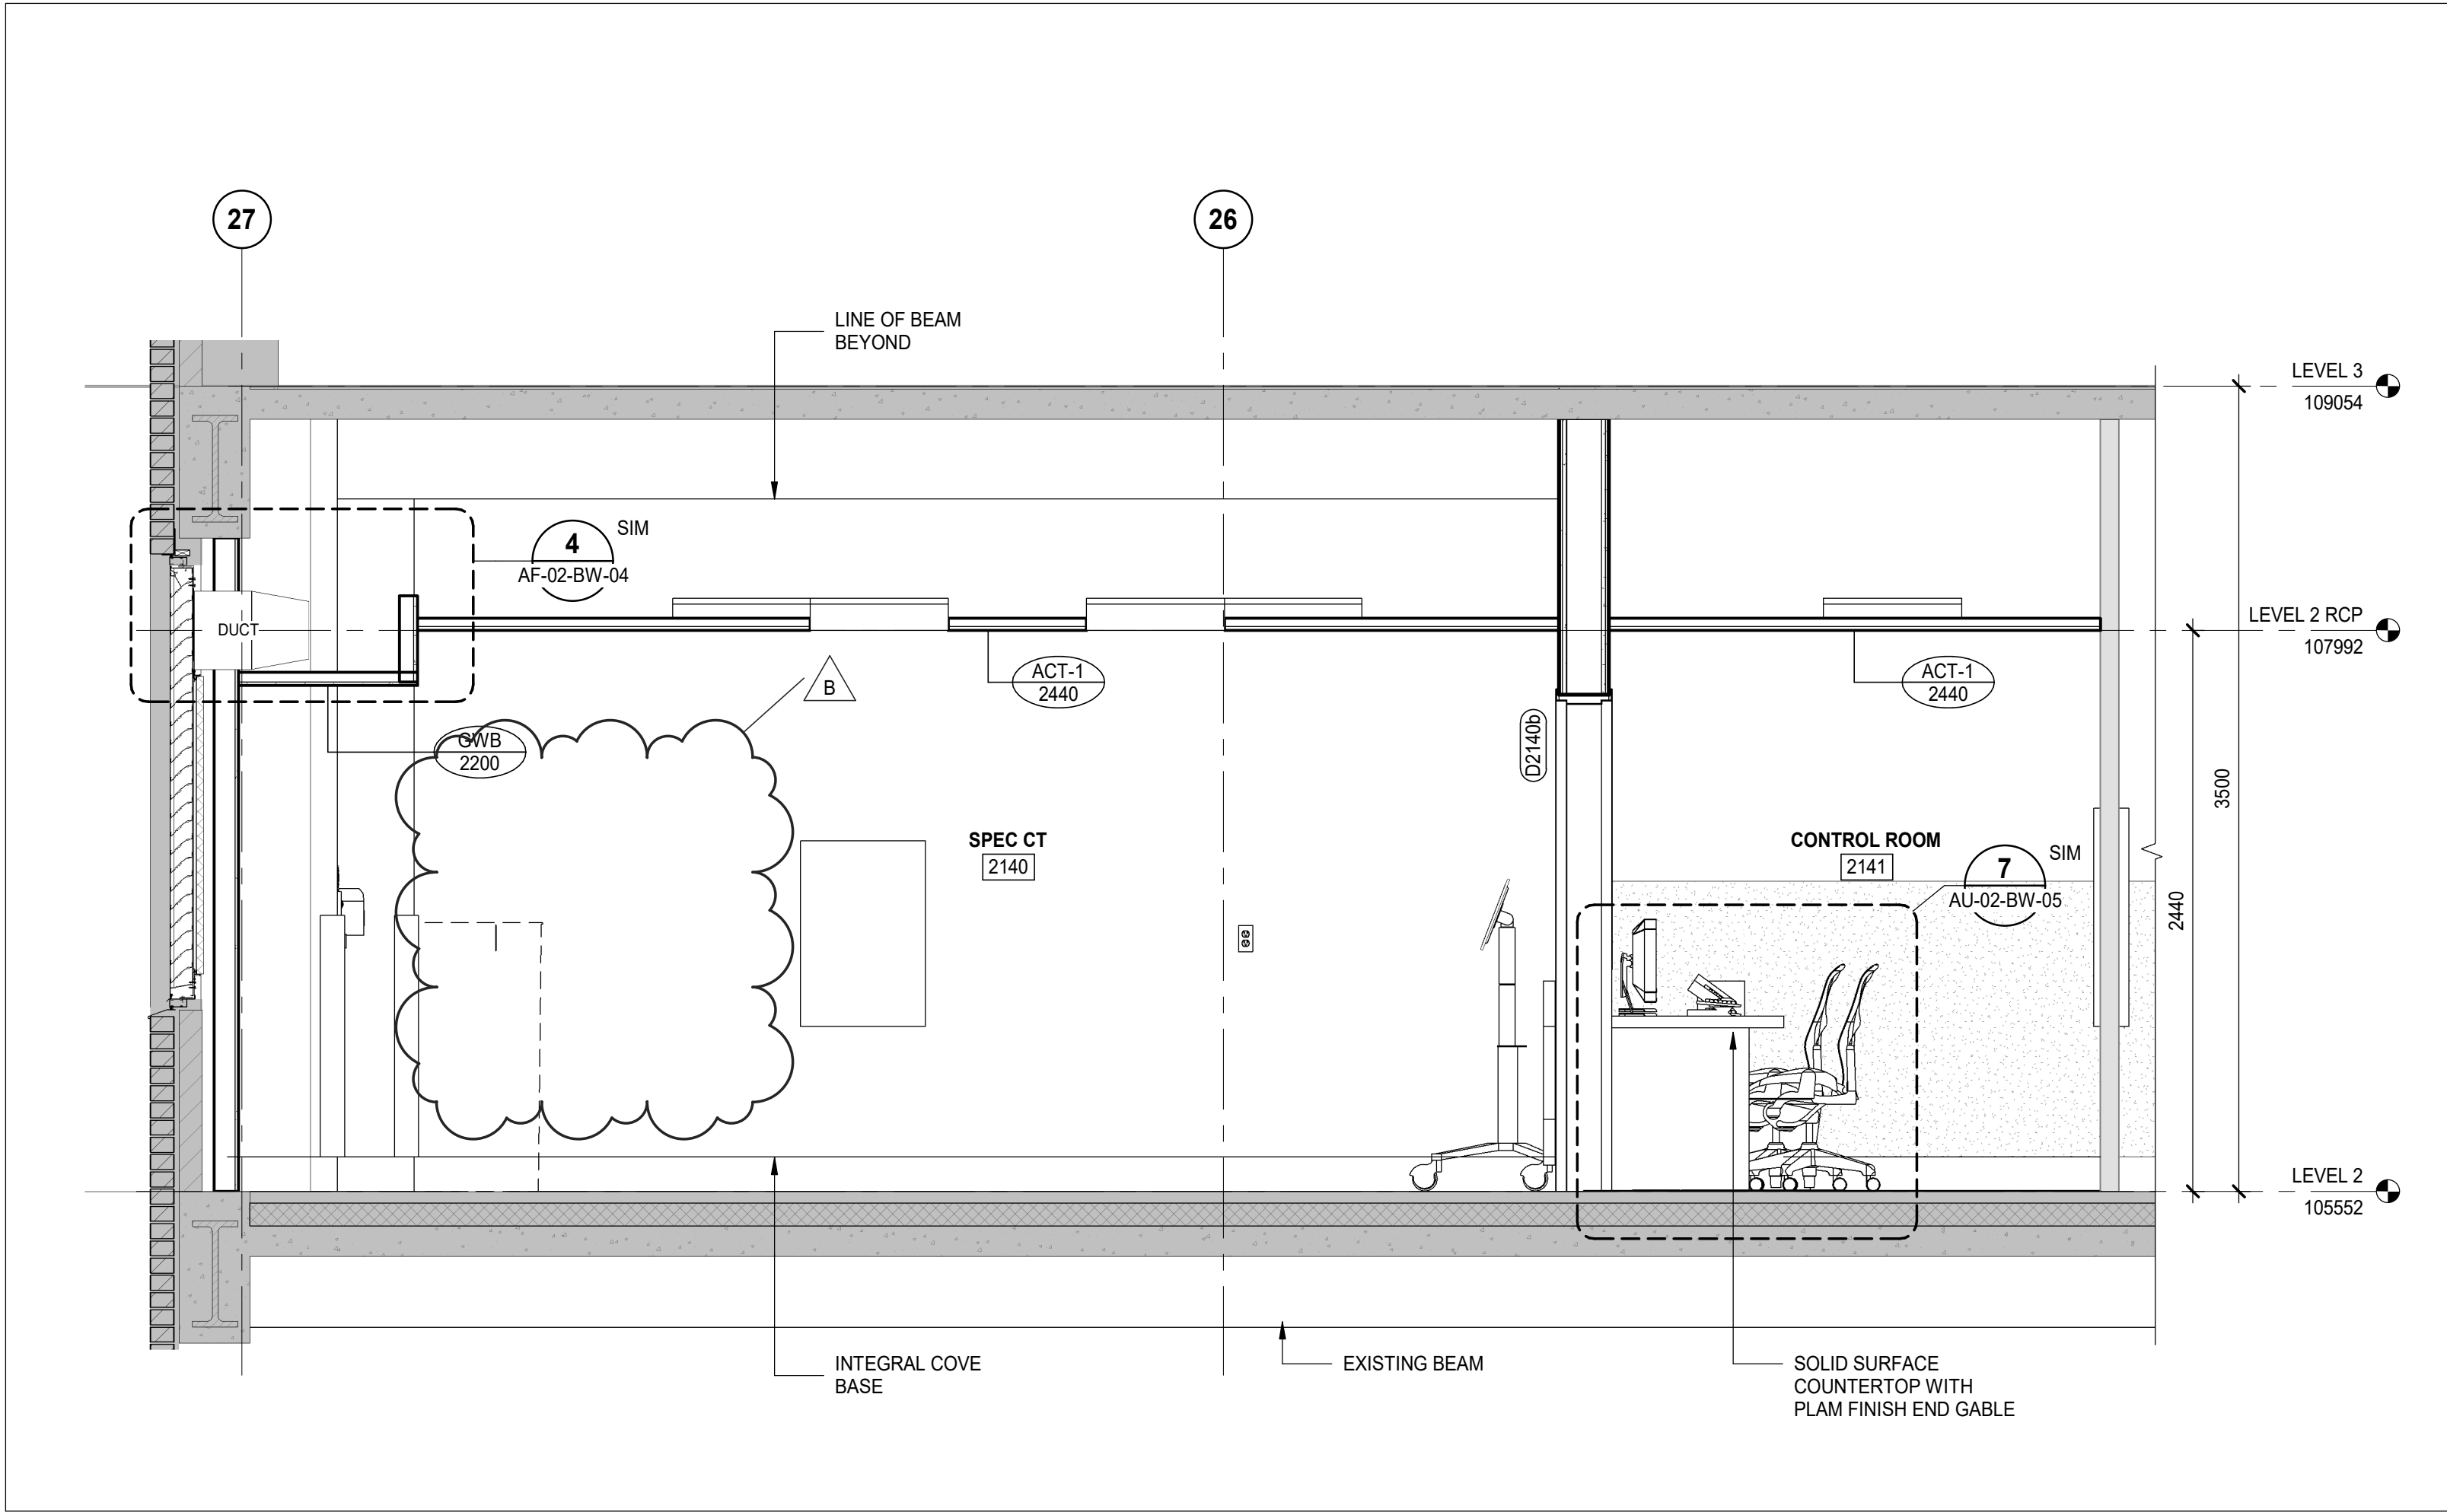 27
26
LINE OF BEAM
BEYOND
LEVEL 3
109054
4
SIM
AF-02-BW-04
DUCT
LEVEL 2 RCP
107992
B
ACT-1
2440
ACT-1
2440
GWB
2200
D2140b
3500
SPEC CT
2140
CONTROL ROOM
2141
7
SIM
AU-02-BW-05
2440
LEVEL 2
105552
INTEGRAL COVE
BASE
EXISTING BEAM
SOLID SURFACE
COUNTERTOP WITH
PLAM FINISH END GABLE